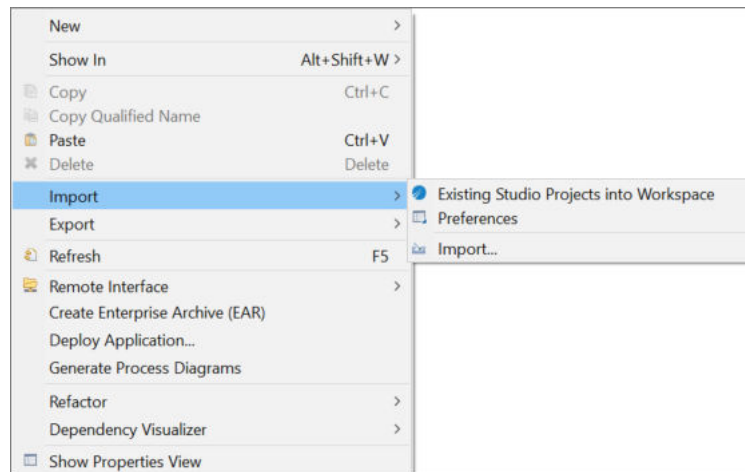 New
Show In Alt+Shift+W
Copy Ctrl+C
Copy Qualified Name
Paste Ctrl+V
Delete Delete
Import
Existing Studio Projects into Workspace
Preferences
Import...
Export
Refresh F5
Remote Interface
Create Enterprise Archive (EAR)
Deploy Application...
Generate Process Diagrams
Refactor
Dependency Visualizer
Show Properties View